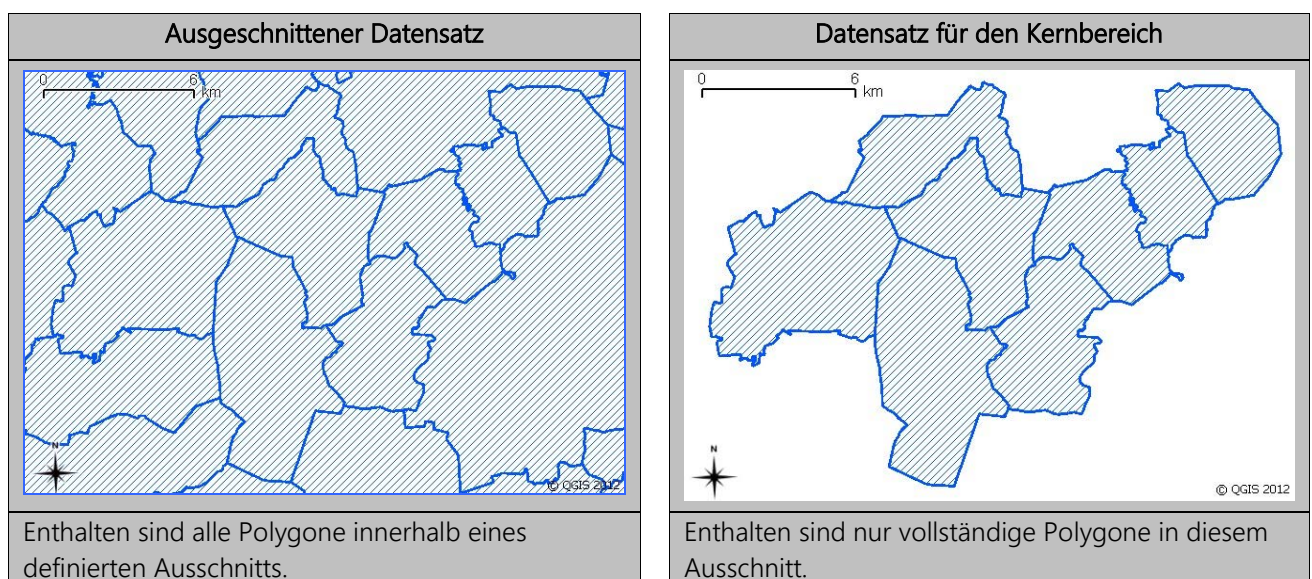 Ausgeschnittener Datensatz
0 6
km
N
© QGIS 2012
Enthalten sind alle Polygone innerhalb eines
definierten Ausschnitts.
Datensatz für den Kernbereich
0 6
km
N
© QGIS 2012
Enthalten sind nur vollständige Polygone in diesem
Ausschnitt.